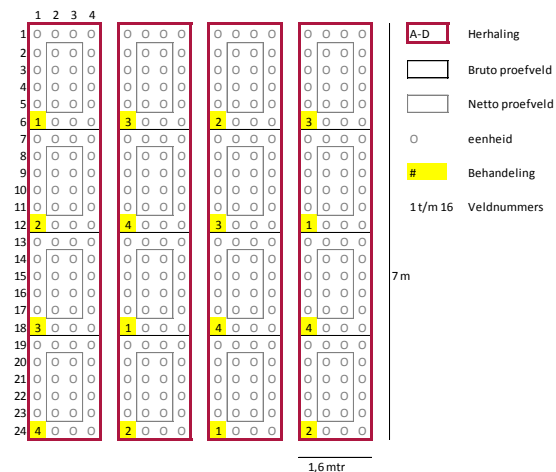 1 2 3 4
1 O O O O O O O O O O O O O O O O A-D Herhaling
2 O O O O O O O O O O O O O O O O
3 O O O O O O O O O O O O O O O O Bruto proefveld
4 O O O O O O O O O O O O O O O O
5 O O O O O O O O O O O O O O O O Netto proefveld
6 1 O O O 3 O O O 2 O O O 3 O O O
7 O O O O O O O O O O O O O O O O O eenheid
8 O O O O O O O O O O O O O O O O
9 O O O O O O O O O O O O O O O O # Behandeling
10 O O O O O O O O O O O O O O O O
11 O O O O O O O O O O O O O O O O 1 t/m 16 Veldnummers
12 2 O O O 4 O O O 3 O O O 1 O O O
13 O O O O O O O O O O O O O O O O
14 O O O O O O O O O O O O O O O O
15 O O O O O O O O O O O O O O O O 7 m
16 O O O O O O O O O O O O O O O O
17 O O O O O O O O O O O O O O O O
18 3 O O O 1 O O O 4 O O O 4 O O O
19 O O O O O O O O O O O O O O O O
20 O O O O O O O O O O O O O O O O
21 O O O O O O O O O O O O O O O O
22 O O O O O O O O O O O O O O O O
23 O O O O O O O O O O O O O O O O
24 4 O O O 2 O O O 1 O O O 2 O O O
1,6 mtr